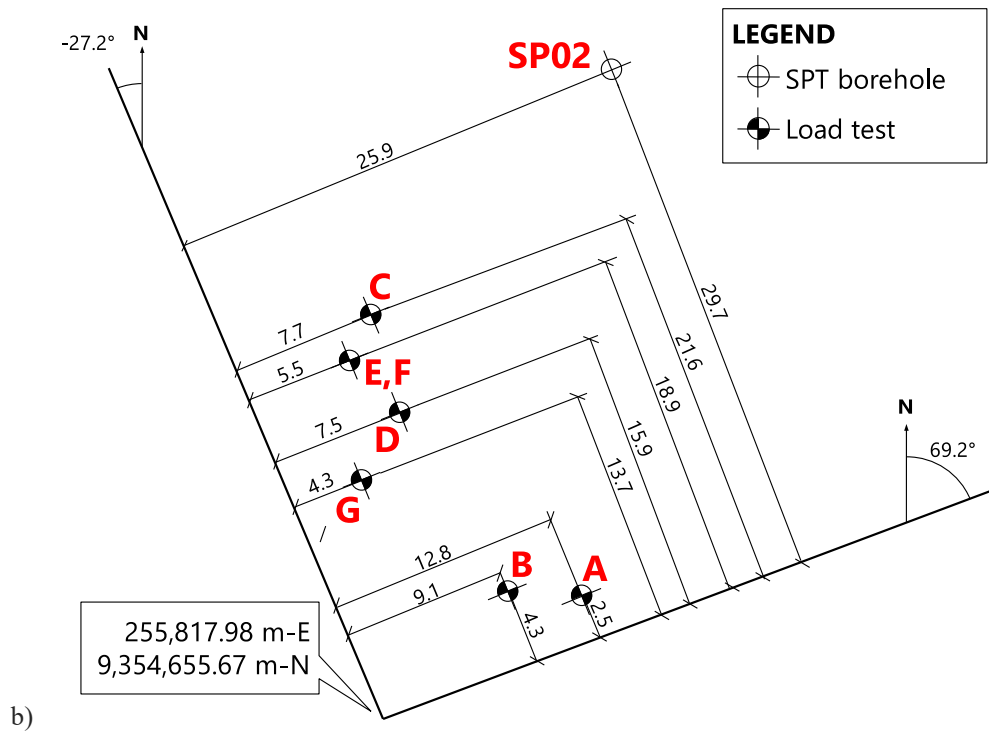 -27.2°
N
SP02
LEGEND
SPT borehole
Load test
25.9
C
7.7
E,F
5.5
29.7
21.6
D
7.5
18.9
N
15.9
69.2°
G
4.3
13.7
12.8
B
A
9.1
4.3
2.5
255,817.98 m-E
9,354,655.67 m-N
b)